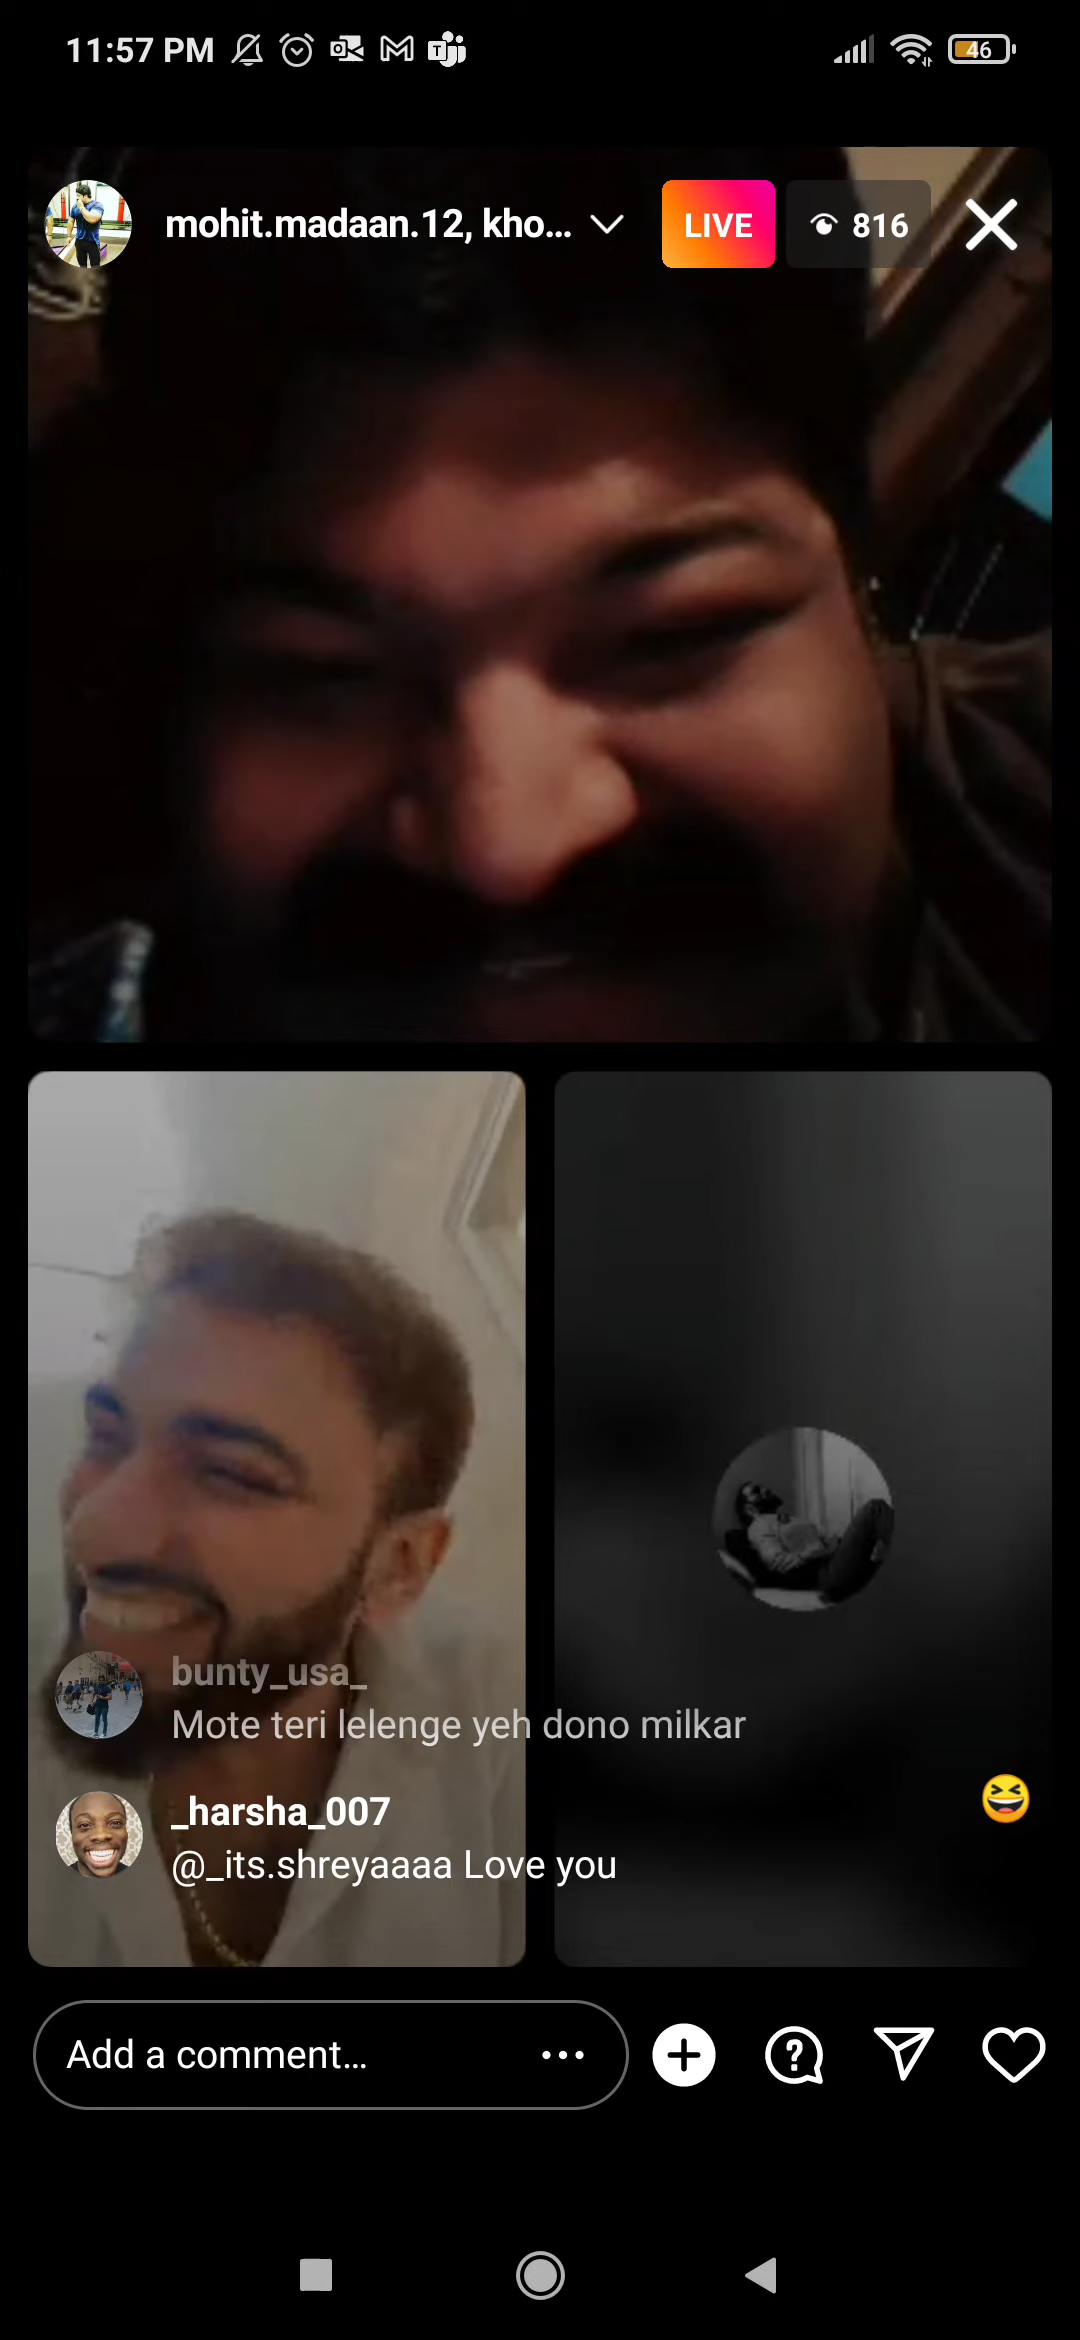 11:57 PM
46
mohit.madaan.12, kho...
LIVE
816
bunty_usa_
Mote teri lelenge yeh dono milkar
_harsha_007
@_its.shreyaaaa Love you
Add a comment...